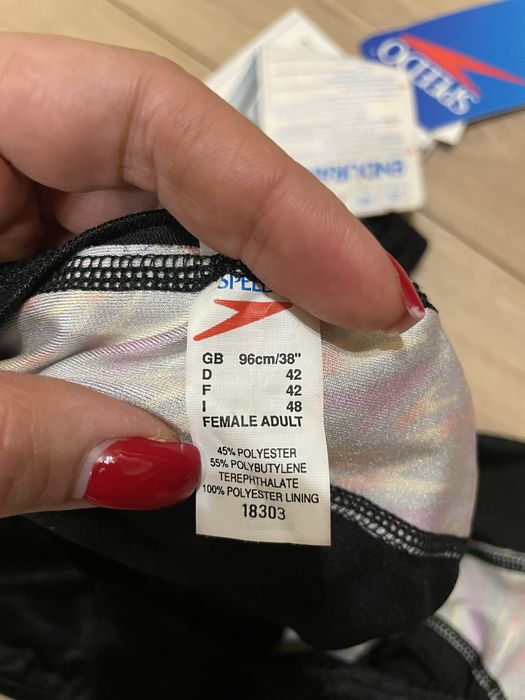 SPEEDO
ENDURANCE
SPEEDO
GB 96cm/38"
D 42
F 42
I 48
FEMALE ADULT
45% POLYESTER
55% POLYBUTYLENE
TEREPHTHALATE
100% POLYESTER LINING
18303